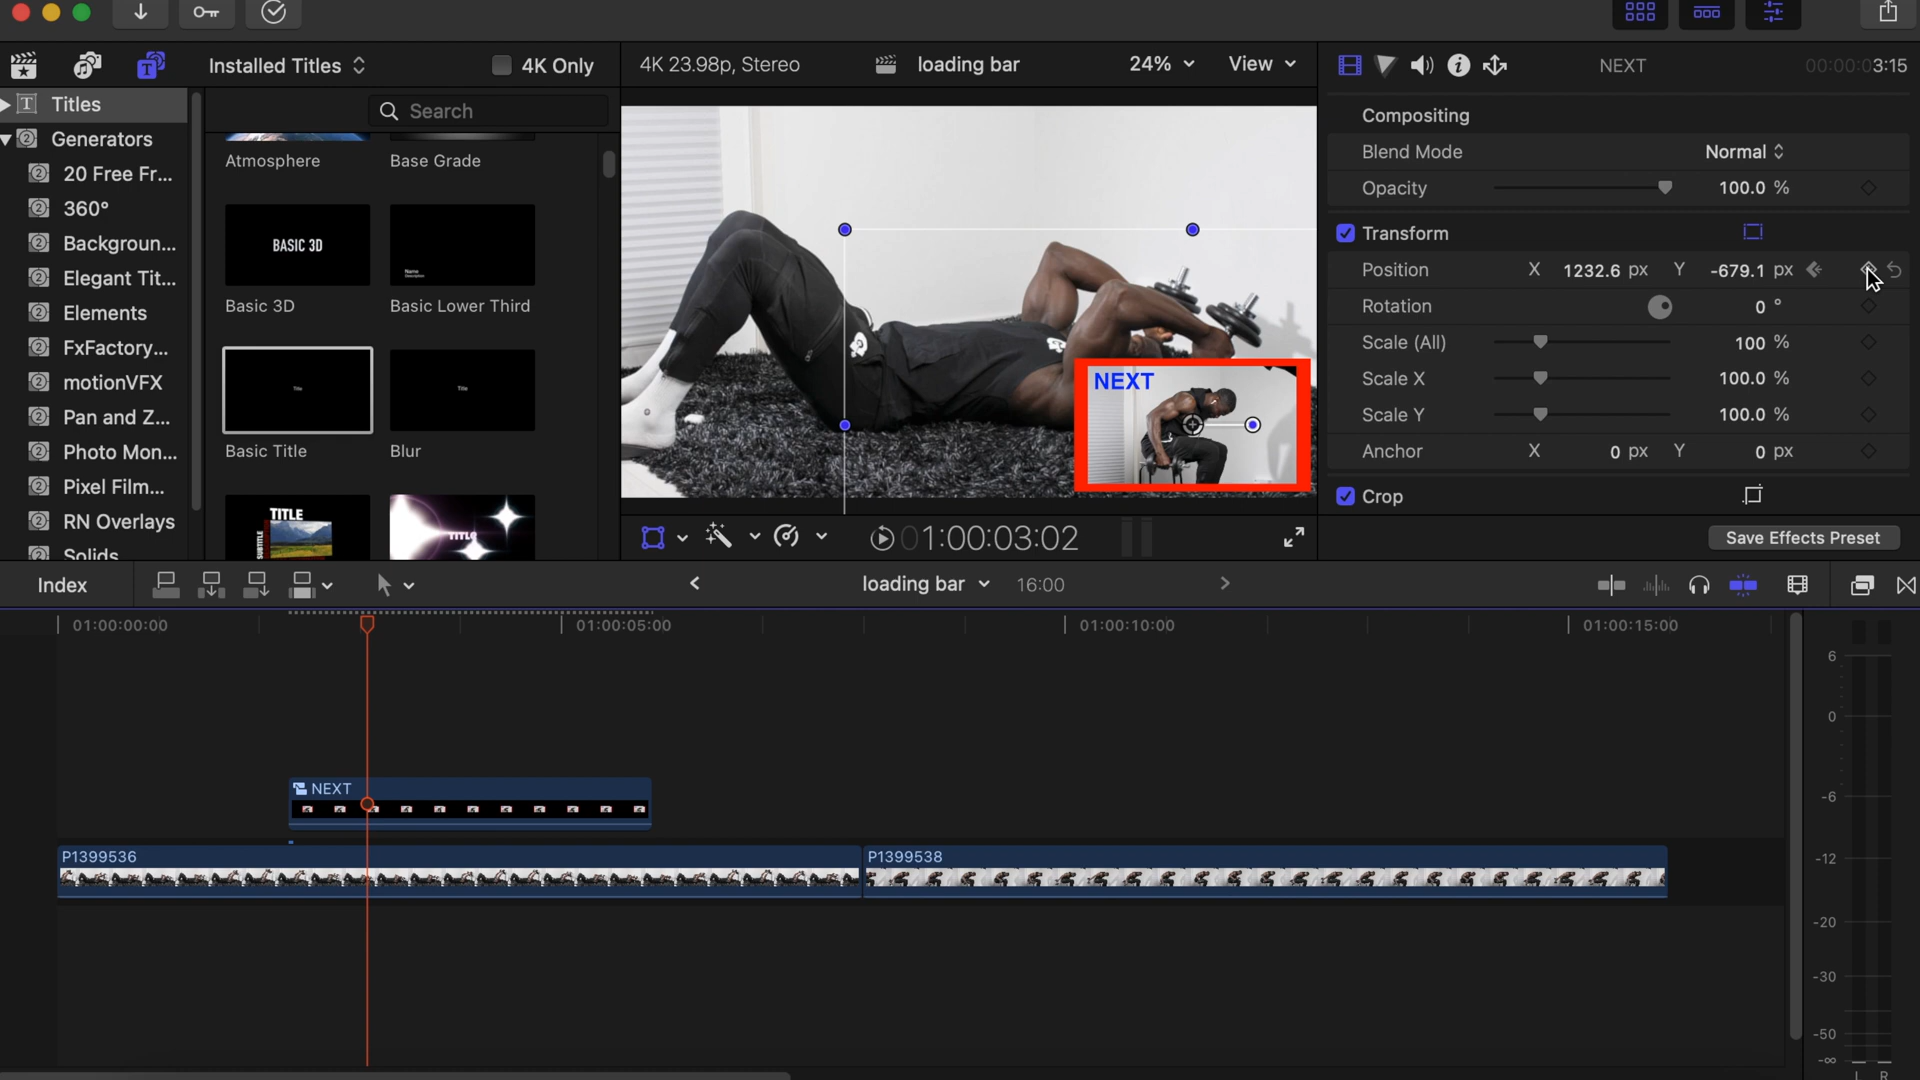 Installed Titles
4K Only
4K 23.98p, Stereo
loading bar
24%
View
NEXT
00:00:03:15
Titles
Generators
20 Free Fr...
360°
Backgroun...
Elegant Tit...
Elements
FxFactory...
motionVFX
Pan and Z...
Photo Mon...
Pixel Film...
RN Overlays
Solids
Search
Atmosphere
Base Grade
BASIC 3D
Name
Description
Basic 3D
Basic Lower Third
Title
Title
Basic Title
Blur
TITLE
SUBTITLE
TITLE
NEXT
01:00:03:02
Compositing
Blend Mode
Normal
Opacity
100.0 %
Transform
Position
X 1232.6 px Y -679.1 px
Rotation
0 °
Scale (All)
100 %
Scale X
100.0 %
Scale Y
100.0 %
Anchor
X 0 px Y 0 px
Crop
Save Effects Preset
Index
loading bar
16:00
01:00:00:00
01:00:05:00
01:00:10:00
01:00:15:00
NEXT
P1399536
P1399538
6
0
-6
-12
-20
-30
-50
-∞
L R